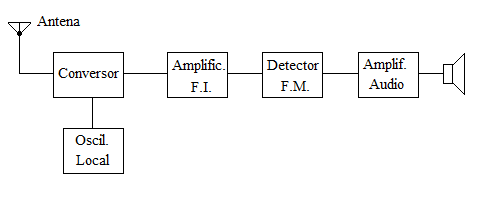 Antena
Conversor
Amplific.
F.I.
Detector
F.M.
Amplif.
Audio
Oscil.
Local